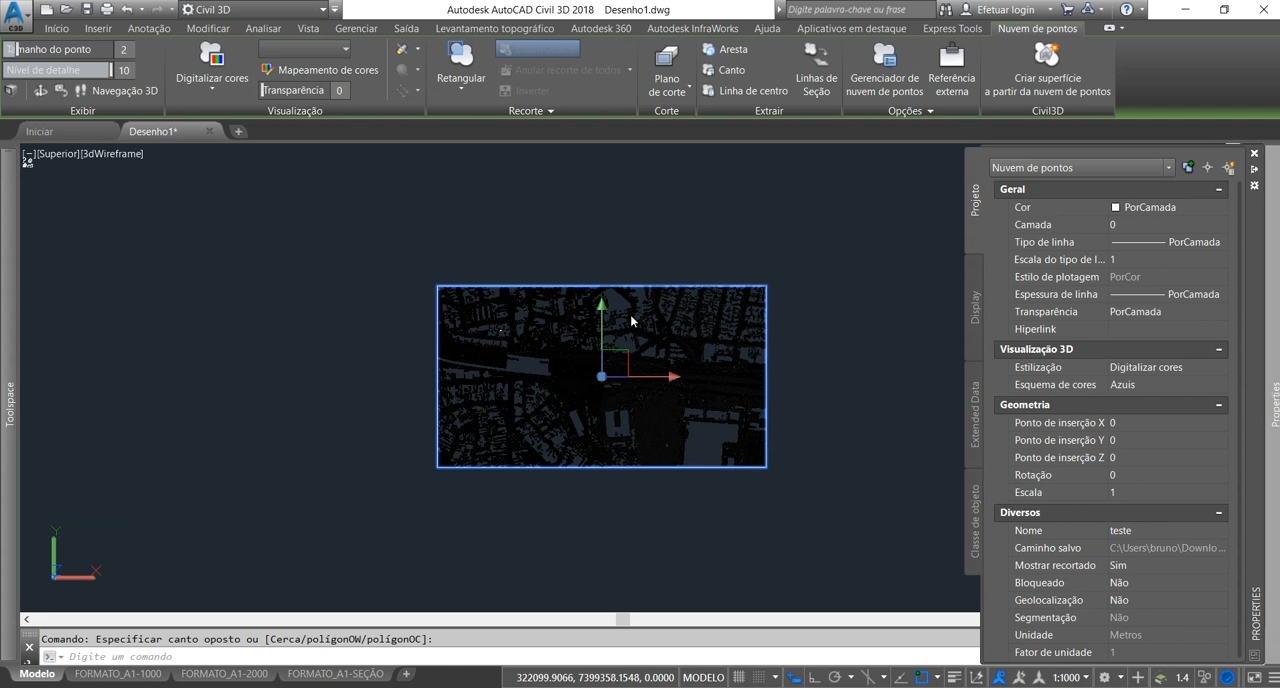 Civil 3D
Autodesk AutoCAD Civil 3D 2018 Desenho1.dwg
Digite palavra-chave ou frase
Efetuar login
C3D
Início Inserir Anotação Modificar Analisar Vista Gerenciar Saída Levantamento topográfico Autodesk 360 Autodesk InfraWorks Ajuda Aplicativos em destaque Express Tools Nuvem de pontos
manho do ponto 2
Nível de detalhe 10
Navegação 3D
Exibir
Digitalizar cores
Mapeamento de cores
Transparência 0
Visualização
Retangular
Anular recorte de todos
Inverter
Recorte
Plano
de corte
Corte
Aresta
Canto
Linha de centro
Linhas de
Seção
Extrair
Gerenciador de
nuvem de pontos
Referência
externa
Opções
Criar superfície
a partir da nuvem de pontos
Civil3D
Iniciar
Desenho1*
[−][Superior][3dWireframe]
Toolspace
Y
X
Z
Projeto
Display
Extended Data
Classe de objeto
Nuvem de pontos
Geral
Cor PorCamada
Camada 0
Tipo de linha PorCamada
Escala do tipo de l... 1
Estilo de plotagem PorCor
Espessura de linha PorCamada
Transparência PorCamada
Hiperlink
Visualização 3D
Estilização Digitalizar cores
Esquema de cores Azuis
Geometria
Ponto de inserção X 0
Ponto de inserção Y 0
Ponto de inserção Z 0
Rotação 0
Escala 1
Diversos
Nome teste
Caminho salvo C:\Users\bruno\Downlo ...
Mostrar recortado Sim
Bloqueado Não
Geolocalização Não
Segmentação Não
Unidade Metros
Fator de unidade 1
PROPERTIES
Properties
Comando: Especificar canto oposto ou [Cerca/polígonOW/polígonOC]:
Digite um comando
Modelo FORMATO_A1-1000 FORMATO_A1-2000 FORMATO_A1-SEÇÃO
322099.9066, 7399358.1548, 0.0000 MODELO
1:1000
1.4